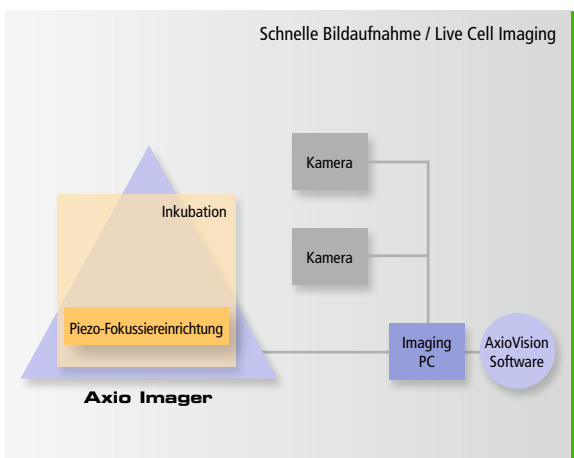 Schnelle Bildaufnahme / Live Cell Imaging
Kamera
Inkubation
Kamera
Piezo-Fokussiereinrichtung
Imaging
PC
AxioVision
Software
Axio Imager